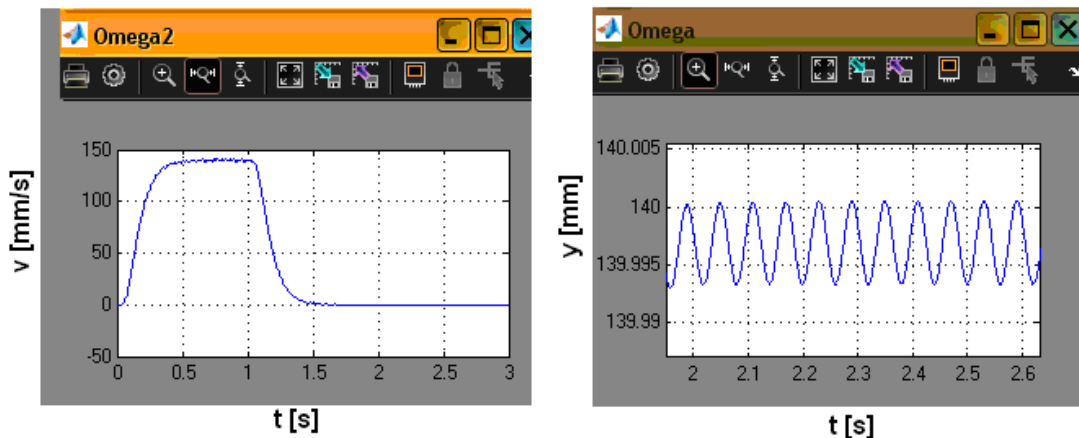 Omega2
v [mm/s]
150
100
50
0
-50
0 0.5 1 1.5 2 2.5 3
t [s]
Omega
y [mm]
140.005
140
139.995
139.99
2 2.1 2.2 2.3 2.4 2.5 2.6
t [s]